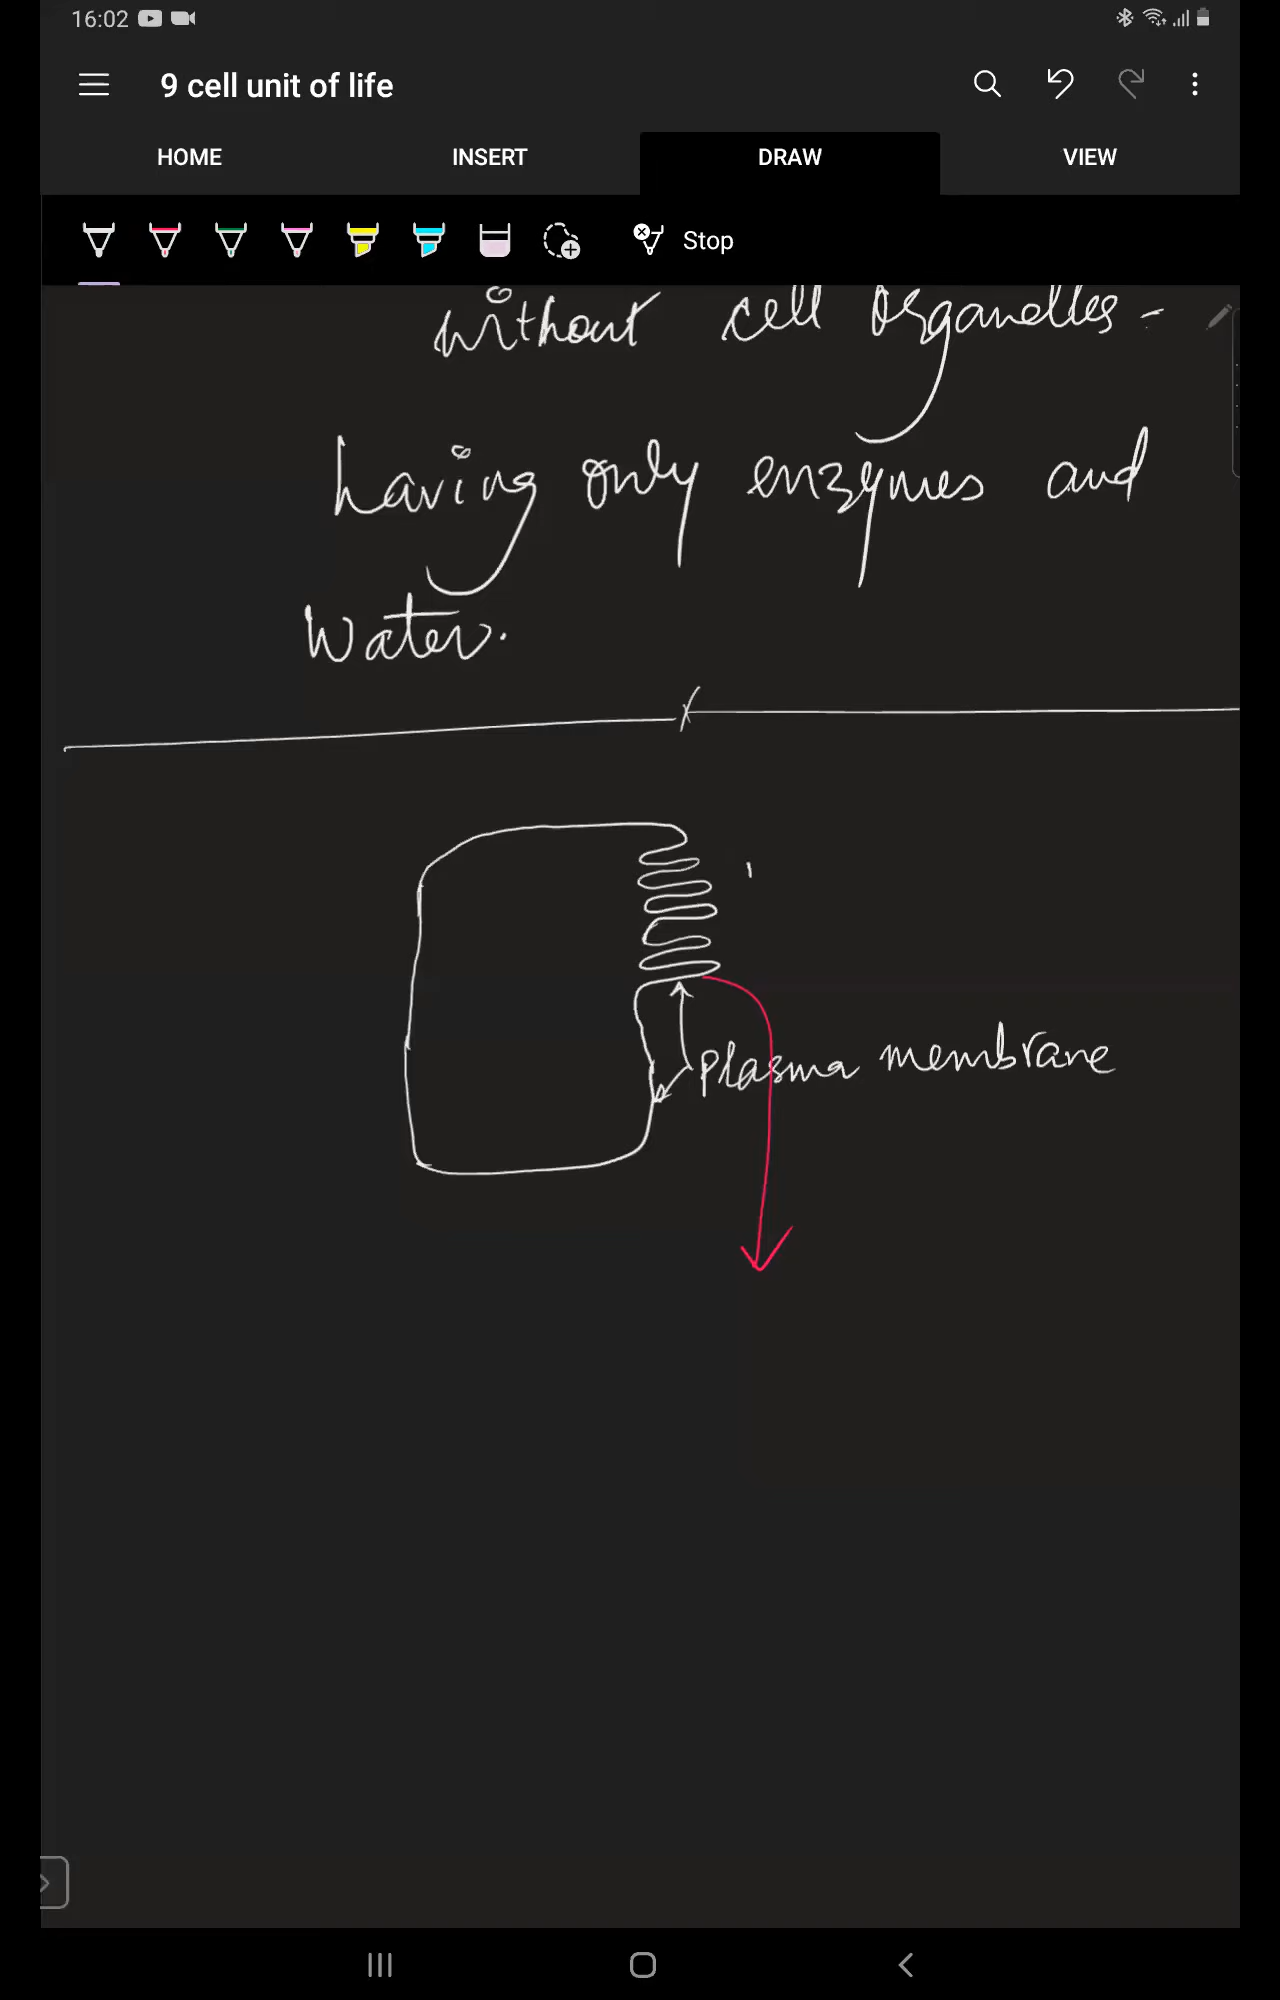 16:02
9 cell unit of life
HOME INSERT DRAW VIEW
Stop
without cell organelles -
having only enzymes and
water.
plasma membrane